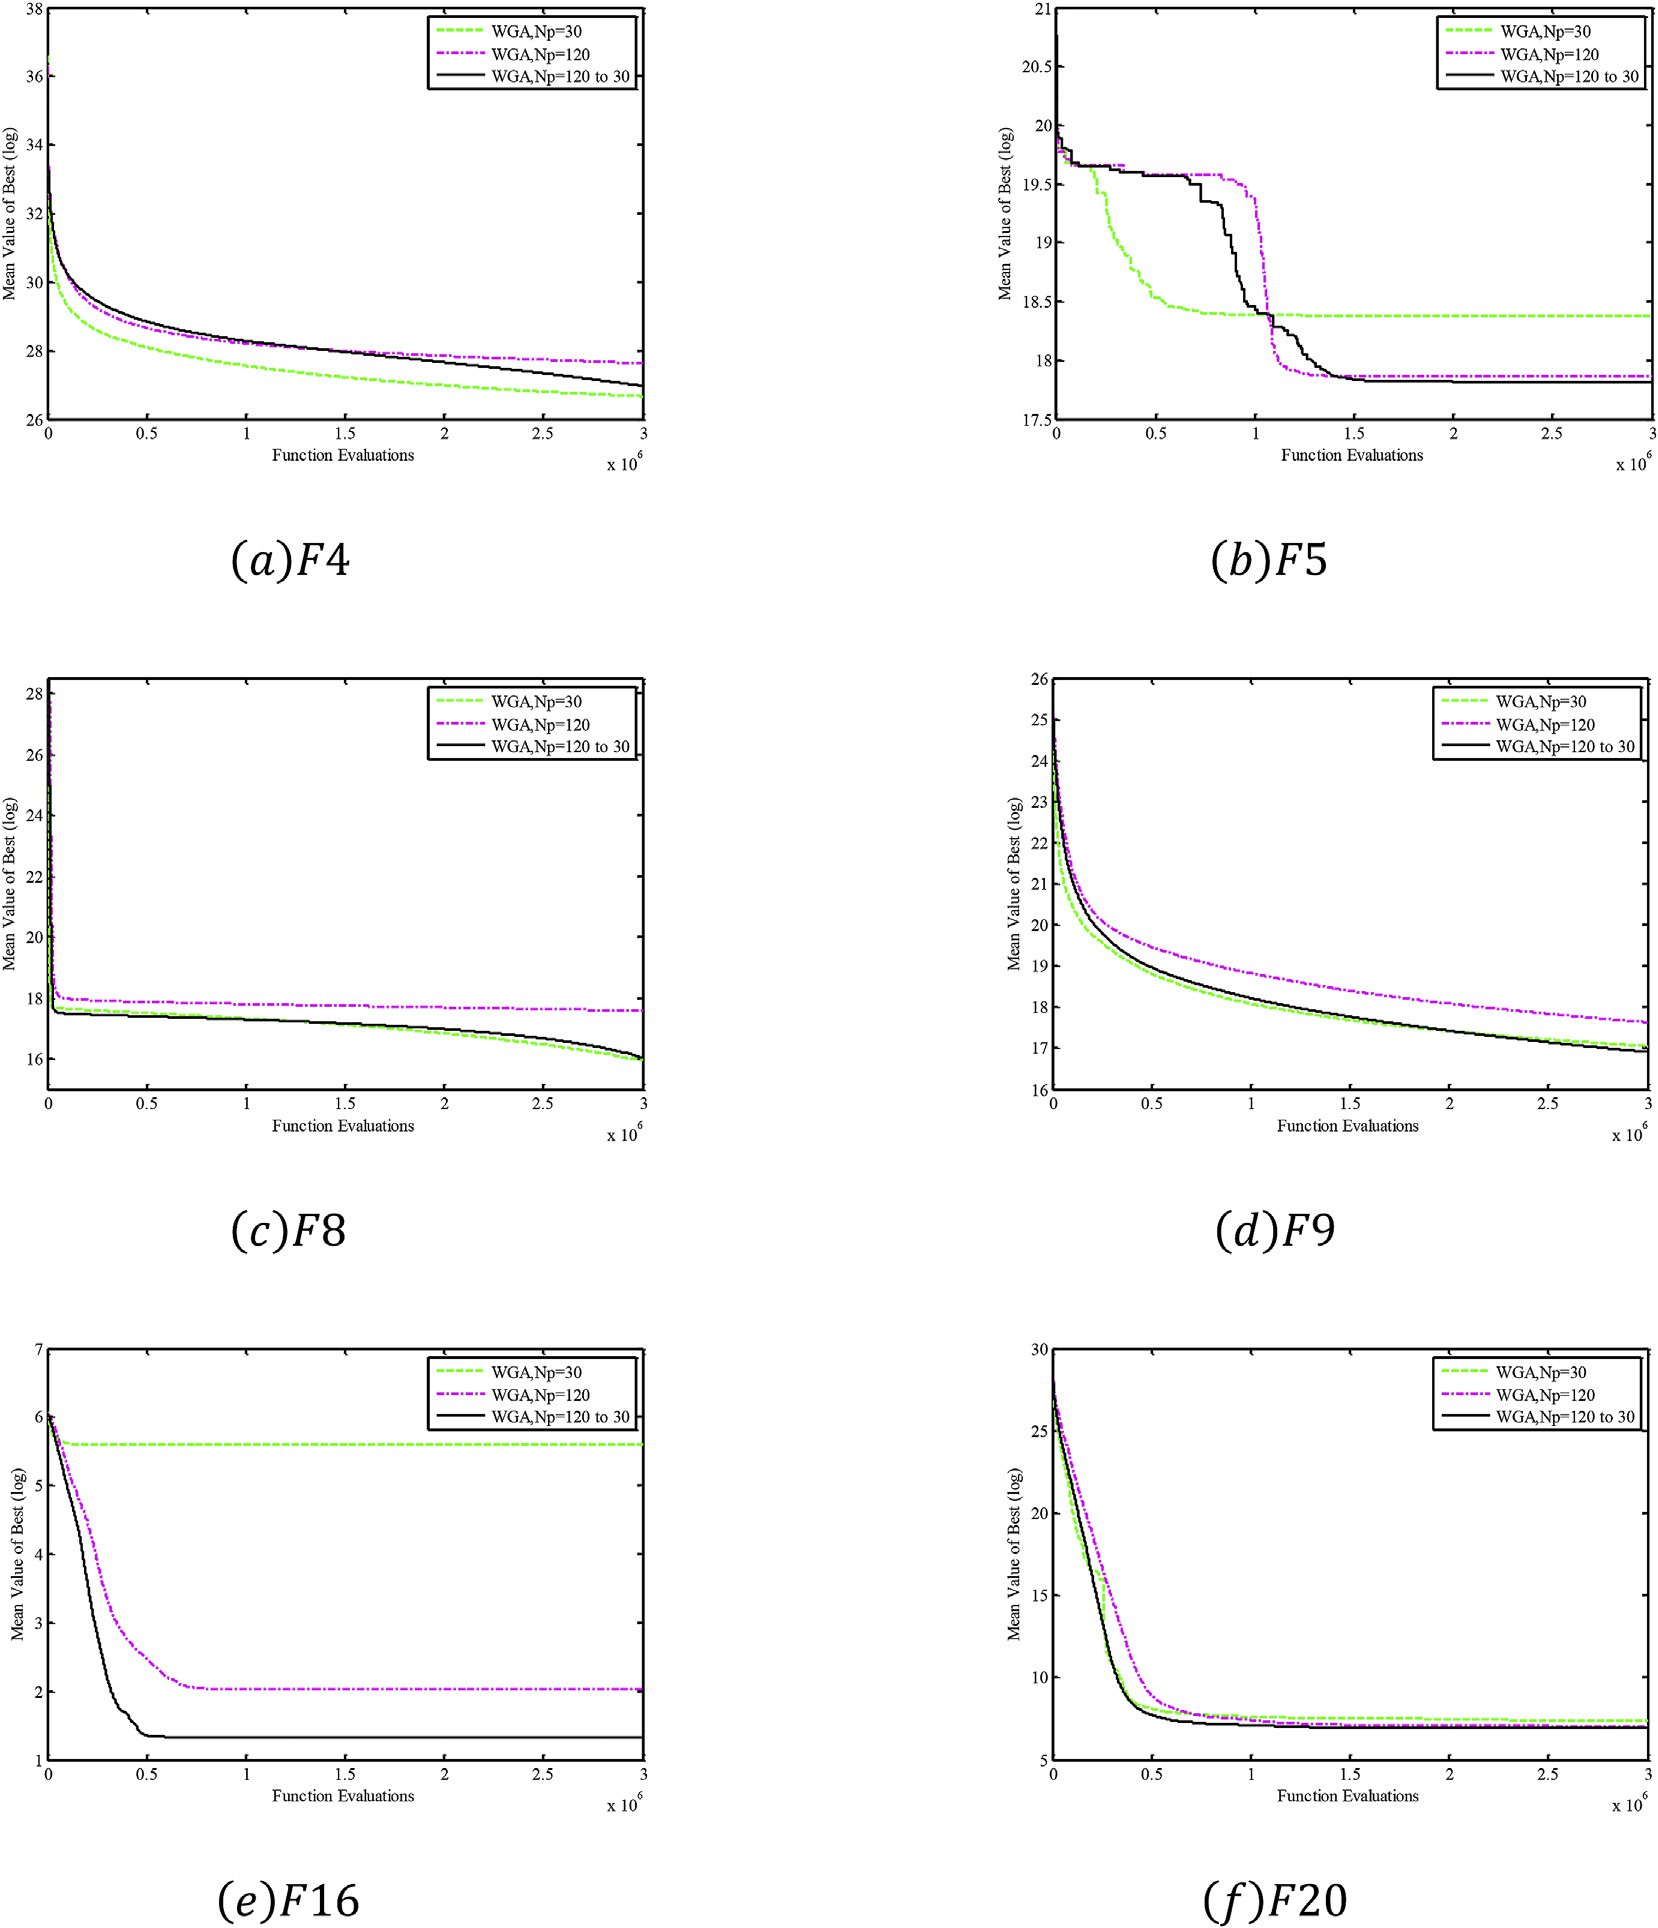 38
36
34
32
30
28
26
Mean Value of Best (log)
WGA,Np=30
WGA,Np=120
WGA,Np=120 to 30
0 0.5 1 1.5 2 2.5 3
Function Evaluations
x 10^6
(a)F4
21
20.5
20
19.5
19
18.5
18
17.5
Mean Value of Best (log)
WGA,Np=30
WGA,Np=120
WGA,Np=120 to 30
0 0.5 1 1.5 2 2.5 3
Function Evaluations
x 10^6
(b)F5
28
26
24
22
20
18
16
Mean Value of Best (log)
WGA,Np=30
WGA,Np=120
WGA,Np=120 to 30
0 0.5 1 1.5 2 2.5 3
Function Evaluations
x 10^6
(c)F8
26
25
24
23
22
21
20
19
18
17
16
Mean Value of Best (log)
WGA,Np=30
WGA,Np=120
WGA,Np=120 to 30
0 0.5 1 1.5 2 2.5 3
Function Evaluations
x 10^6
(d)F9
7
6
5
4
3
2
1
Mean Value of Best (log)
WGA,Np=30
WGA,Np=120
WGA,Np=120 to 30
0 0.5 1 1.5 2 2.5 3
Function Evaluations
x 10^6
(e)F16
30
25
20
15
10
5
Mean Value of Best (log)
WGA,Np=30
WGA,Np=120
WGA,Np=120 to 30
0 0.5 1 1.5 2 2.5 3
Function Evaluations
x 10^6
(f)F20